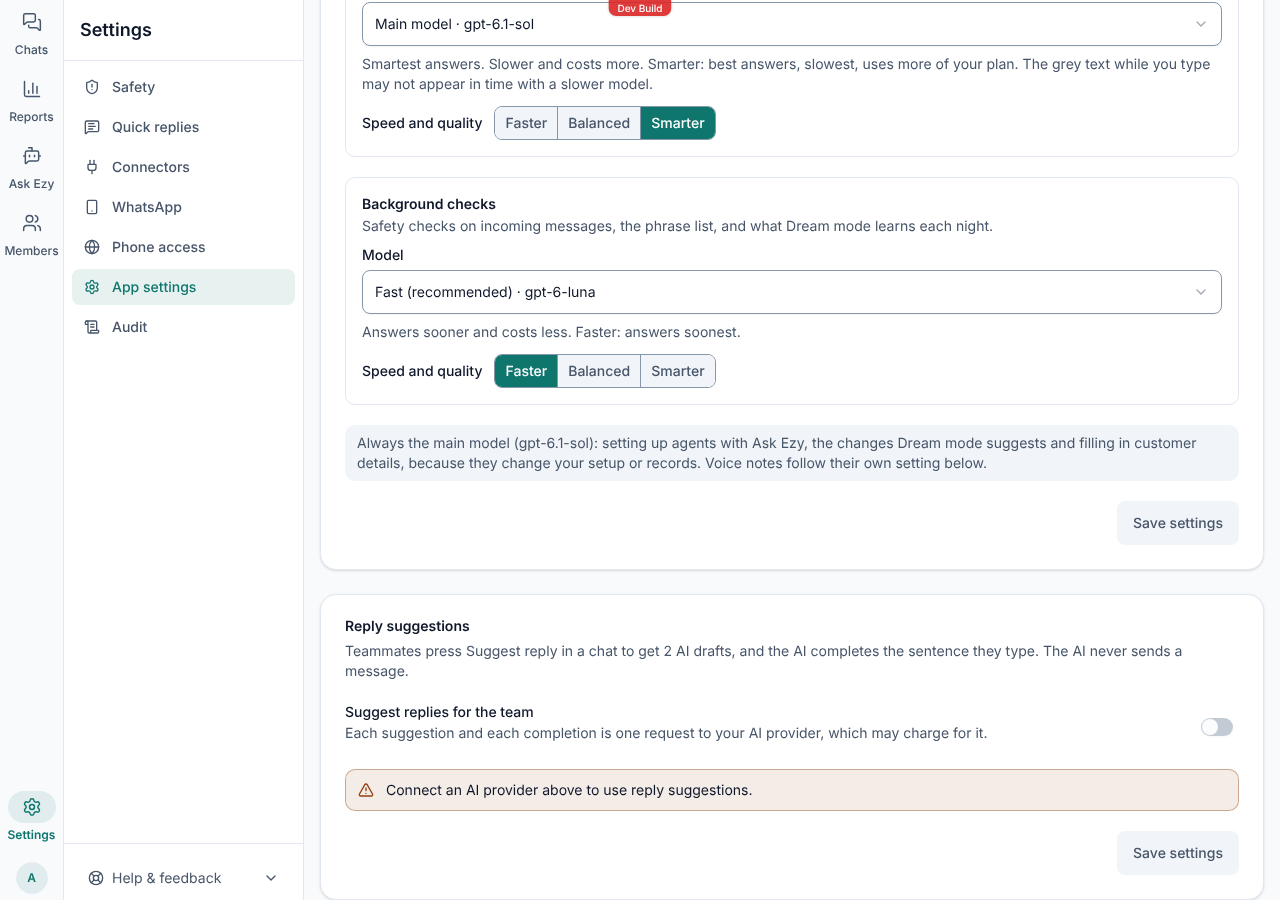 Dev Build
Chats
Reports
Ask Ezy
Members
Settings
A
Settings
Safety
Quick replies
Connectors
WhatsApp
Phone access
App settings
Audit
Help & feedback
Main model · gpt-6.1-sol
Smartest answers. Slower and costs more. Smarter: best answers, slowest, uses more of your plan. The grey text while you type
may not appear in time with a slower model.
Speed and quality Faster Balanced Smarter
Background checks
Safety checks on incoming messages, the phrase list, and what Dream mode learns each night.
Model
Fast (recommended) · gpt-6-luna
Answers sooner and costs less. Faster: answers soonest.
Speed and quality Faster Balanced Smarter
Always the main model (gpt-6.1-sol): setting up agents with Ask Ezy, the changes Dream mode suggests and filling in customer
details, because they change your setup or records. Voice notes follow their own setting below.
Save settings
Reply suggestions
Teammates press Suggest reply in a chat to get 2 AI drafts, and the AI completes the sentence they type. The AI never sends a
message.
Suggest replies for the team
Each suggestion and each completion is one request to your AI provider, which may charge for it.
Connect an AI provider above to use reply suggestions.
Save settings